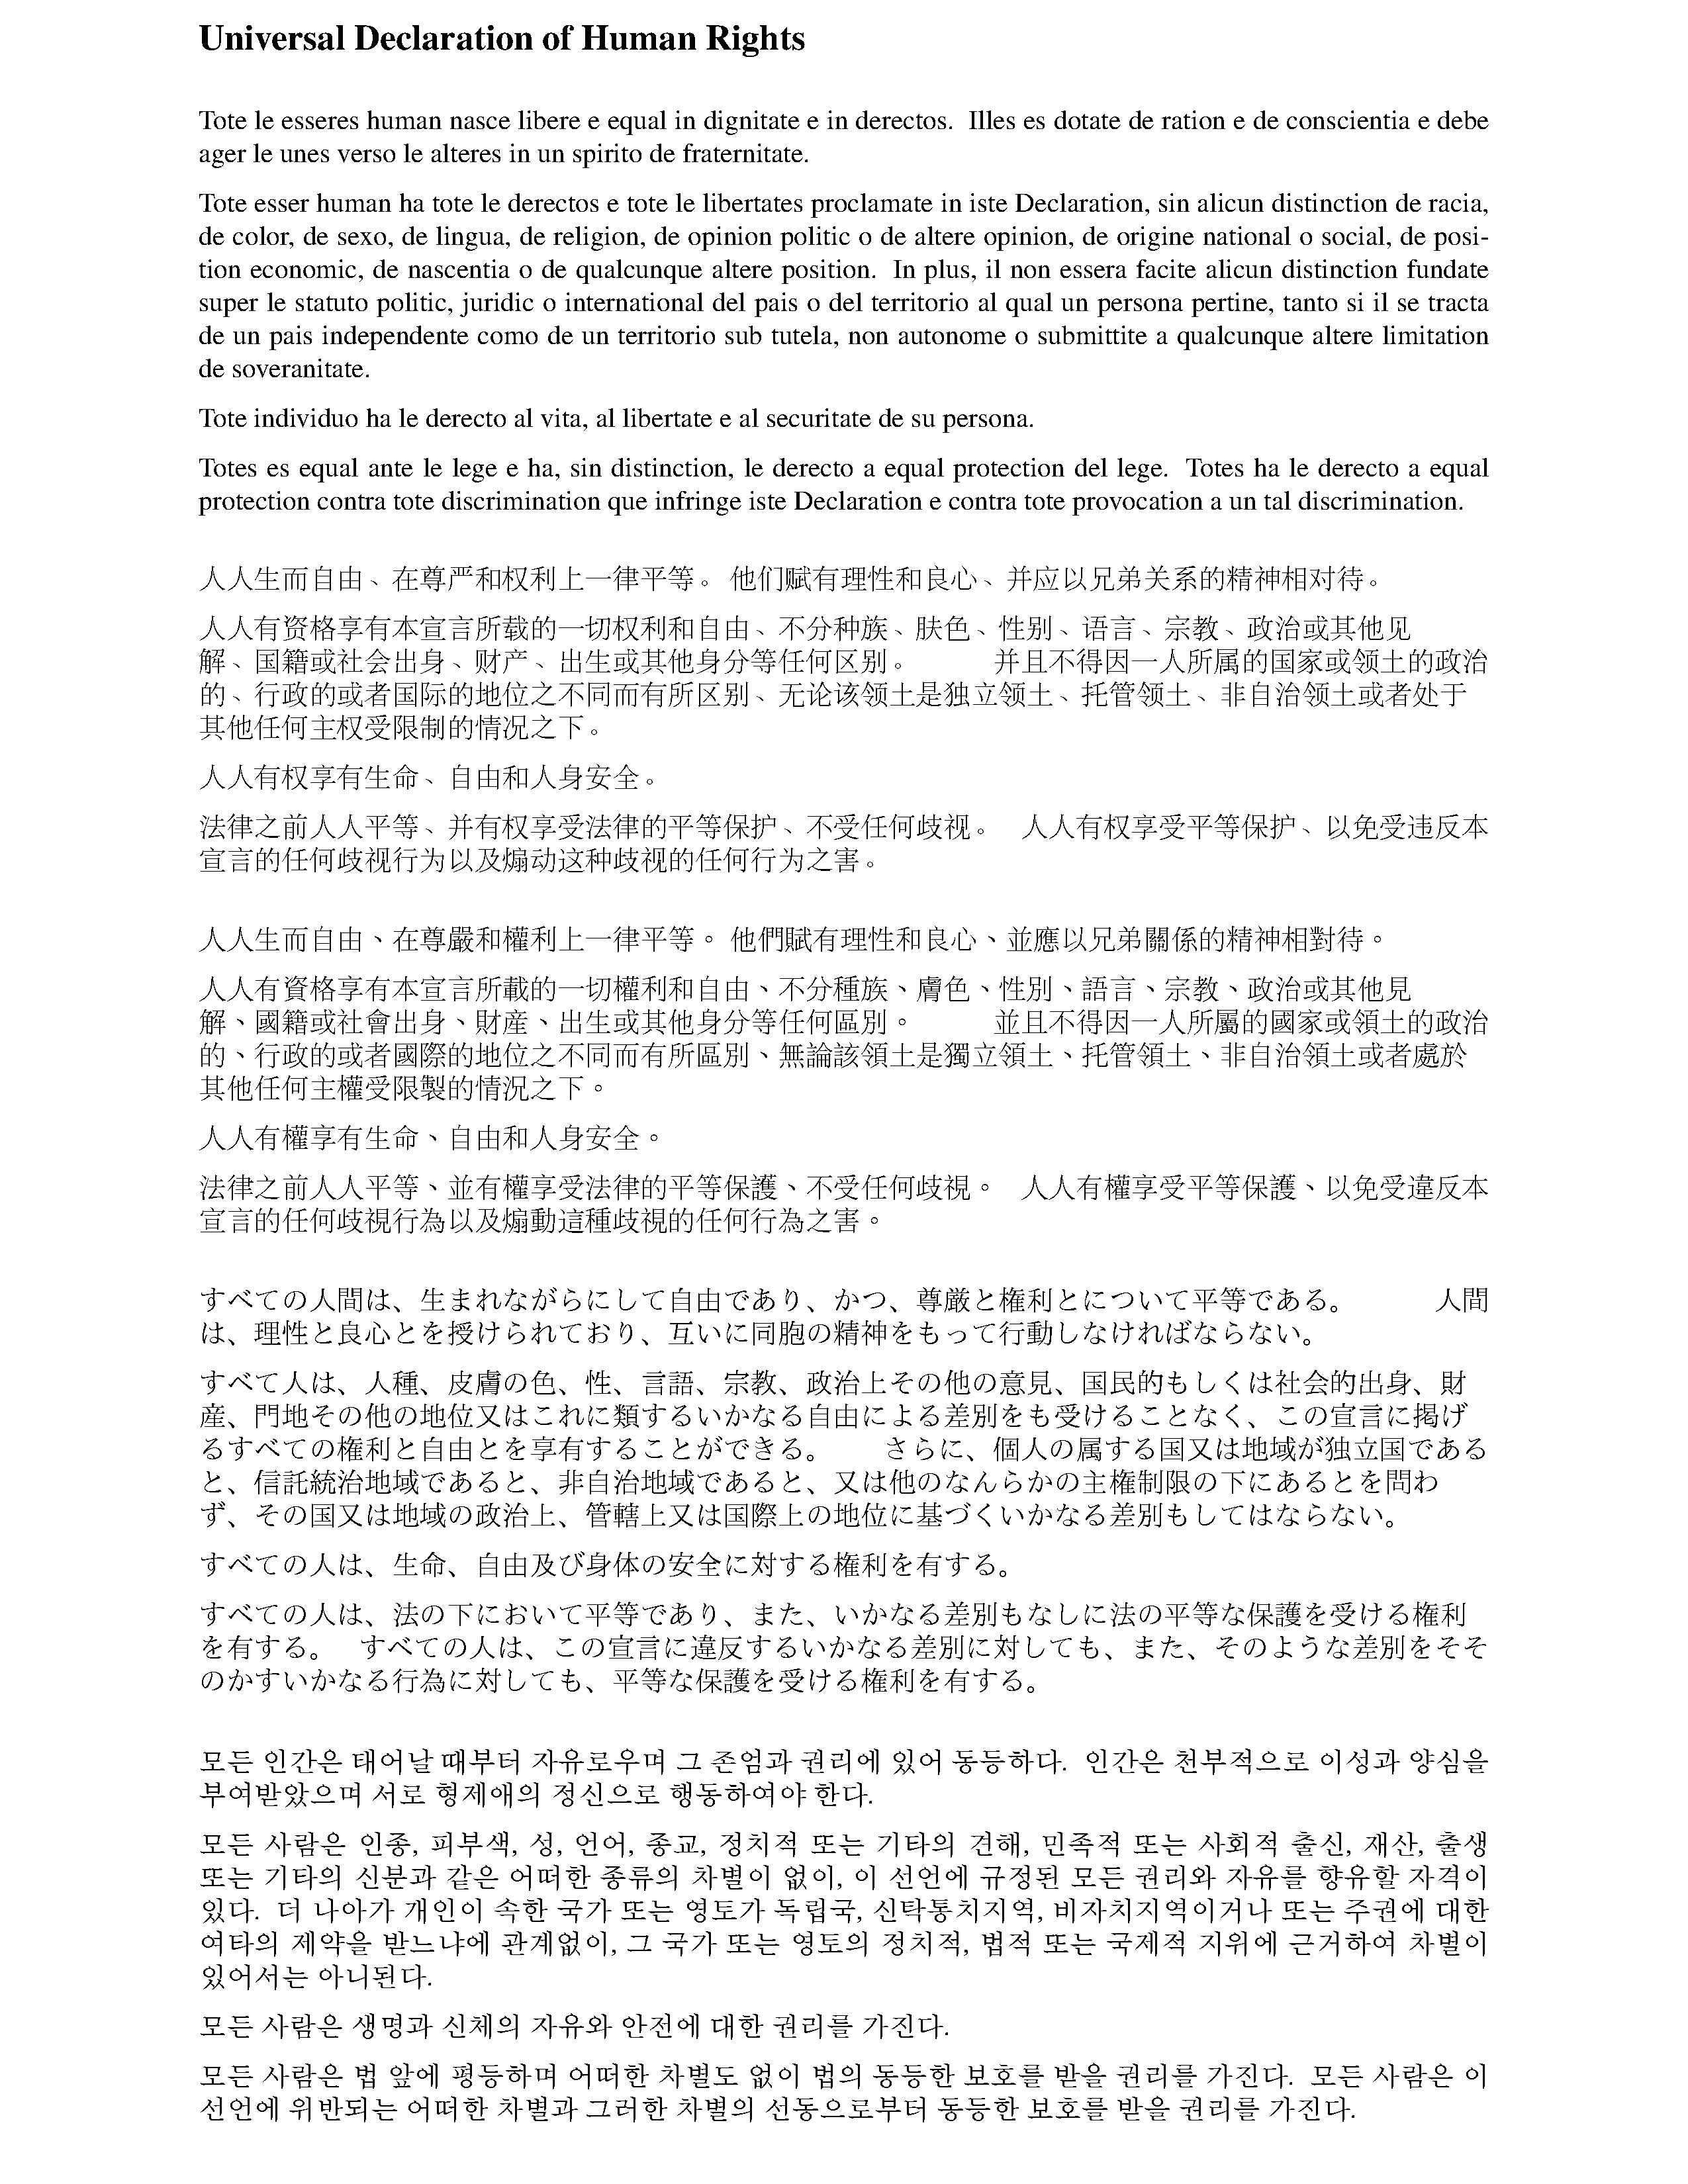 Universal Declaration of Human Rights
Tote le esseres human nasce libere e equal in dignitate e in derectos. Illes es dotate de ration e de conscientia e debe
ager le unes verso le alteres in un spirito de fraternitate.
Tote esser human ha tote le derectos e tote le libertates proclamate in iste Declaration, sin alicun distinction de racia,
de color, de sexo, de lingua, de religion, de opinion politic o de altere opinion, de origine national o social, de posi-
tion economic, de nascentia o de qualcunque altere position. In plus, il non essera facite alicun distinction fundate
super le statuto politic, juridic o international del pais o del territorio al qual un persona pertine, tanto si il se tracta
de un pais independente como de un territorio sub tutela, non autonome o submittite a qualcunque altere limitation
de soveranitate.
Tote individuo ha le derecto al vita, al libertate e al securitate de su persona.
Totes es equal ante le lege e ha, sin distinction, le derecto a equal protection del lege. Totes ha le derecto a equal
protection contra tote discrimination que infringe iste Declaration e contra tote provocation a un tal discrimination.
人人生而自由、在尊严和权利上一律平等。 他们赋有理性和良心、并应以兄弟关系的精神相对待。
人人有资格享有本宣言所载的一切权利和自由、不分种族、肤色、性别、语言、宗教、政治或其他见
解、国籍或社会出身、财产、出生或其他身分等任何区别。 并且不得因一人所属的国家或领土的政治
的、行政的或者国际的地位之不同而有所区别、无论该领土是独立领土、托管领土、非自治领土或者处于
其他任何主权受限制的情况之下。
人人有权享有生命、自由和人身安全。
法律之前人人平等、并有权享受法律的平等保护、不受任何歧视。 人人有权享受平等保护、以免受违反本
宣言的任何歧视行为以及煽动这种歧视的任何行为之害。
人人生而自由、在尊嚴和權利上一律平等。 他們賦有理性和良心、並應以兄弟關係的精神相對待。
人人有資格享有本宣言所載的一切權利和自由、不分種族、膚色、性別、語言、宗教、政治或其他見
解、國籍或社會出身、財産、出生或其他身分等任何區別。 並且不得因一人所屬的國家或領土的政治
的、行政的或者國際的地位之不同而有所區別、無論該領土是獨立領土、托管領土、非自治領土或者處於
其他任何主權受限製的情況之下。
人人有權享有生命、自由和人身安全。
法律之前人人平等、並有權享受法律的平等保護、不受任何歧視。 人人有權享受平等保護、以免受違反本
宣言的任何歧視行為以及煽動這種歧視的任何行為之害。
すべての人間は、生まれながらにして自由であり、かつ、尊厳と権利とについて平等である。 人間
は、理性と良心とを授けられており、互いに同胞の精神をもって行動しなければならない。
すべて人は、人種、皮膚の色、性、言語、宗教、政治上その他の意見、国民的もしくは社会的出身、財
産、門地その他の地位又はこれに類するいかなる自由による差別をも受けることなく、この宣言に掲げ
るすべての権利と自由とを享有することができる。 さらに、個人の属する国又は地域が独立国である
と、信託統治地域であると、非自治地域であると、又は他のなんらかの主権制限の下にあるとを問わ
ず、その国又は地域の政治上、管轄上又は国際上の地位に基づくいかなる差別もしてはならない。
すべての人は、生命、自由及び身体の安全に対する権利を有する。
すべての人は、法の下において平等であり、また、いかなる差別もなしに法の平等な保護を受ける権利
を有する。 すべての人は、この宣言に違反するいかなる差別に対しても、また、そのような差別をそそ
のかすいかなる行為に対しても、平等な保護を受ける権利を有する。
모든 인간은 태어날 때부터 자유로우며 그 존엄과 권리에 있어 동등하다. 인간은 천부적으로 이성과 양심을
부여받았으며 서로 형제애의 정신으로 행동하여야 한다.
모든 사람은 인종, 피부색, 성, 언어, 종교, 정치적 또는 기타의 견해, 민족적 또는 사회적 출신, 재산, 출생
또는 기타의 신분과 같은 어떠한 종류의 차별이 없이, 이 선언에 규정된 모든 권리와 자유를 향유할 자격이
있다. 더 나아가 개인이 속한 국가 또는 영토가 독립국, 신탁통치지역, 비자치지역이거나 또는 주권에 대한
여타의 제약을 받느냐에 관계없이, 그 국가 또는 영토의 정치적, 법적 또는 국제적 지위에 근거하여 차별이
있어서는 아니된다.
모든 사람은 생명과 신체의 자유와 안전에 대한 권리를 가진다.
모든 사람은 법 앞에 평등하며 어떠한 차별도 없이 법의 동등한 보호를 받을 권리를 가진다. 모든 사람은 이
선언에 위반되는 어떠한 차별과 그러한 차별의 선동으로부터 동등한 보호를 받을 권리를 가진다.